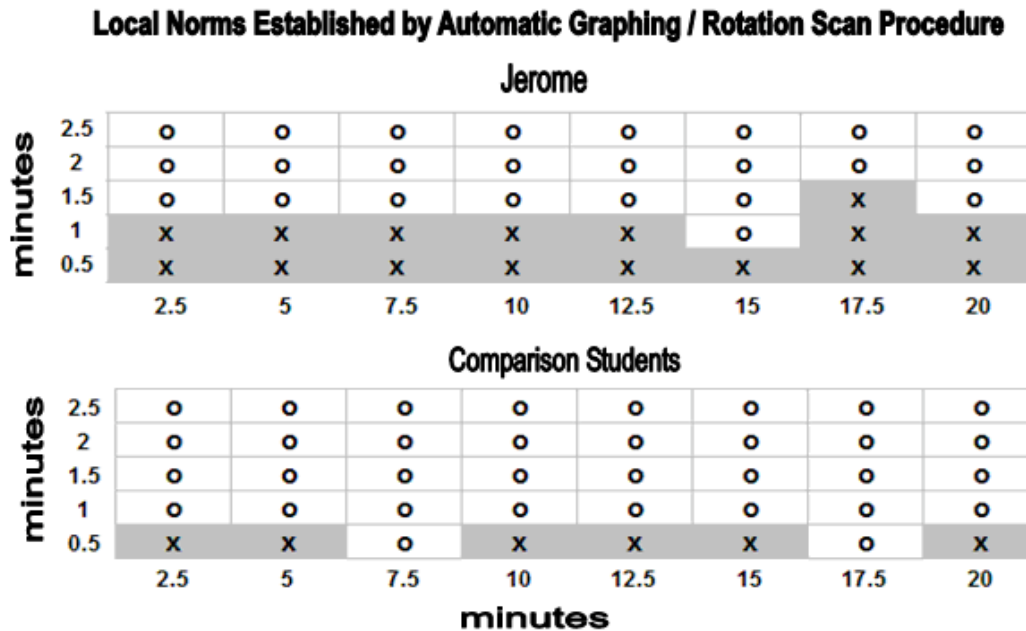 Local Norms Established by Automatic Graphing / Rotation Scan Procedure
Jerome
minutes
2.5 o o o o o o o o
2 o o o o o o o o
1.5 o o o o o o x o
1 x x x x x o x x
0.5 x x x x x x x x
2.5 5 7.5 10 12.5 15 17.5 20
Comparison Students
minutes
2.5 o o o o o o o o
2 o o o o o o o o
1.5 o o o o o o o o
1 o o o o o o o o
0.5 x x o x x x o x
2.5 5 7.5 10 12.5 15 17.5 20
minutes